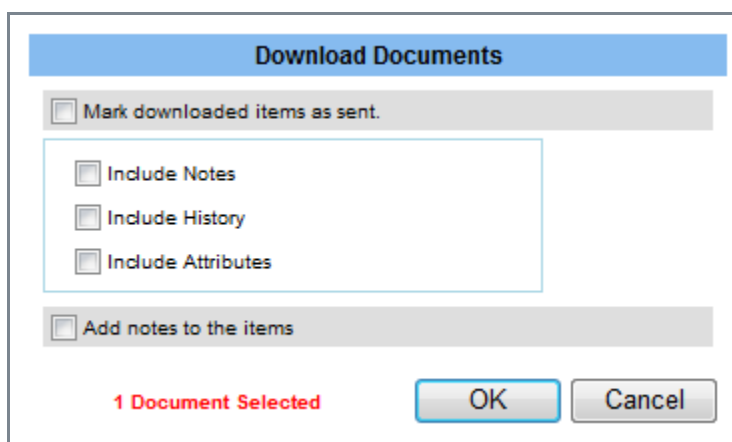 Download Documents
Mark downloaded items as sent.
Include Notes
Include History
Include Attributes
Add notes to the items
1 Document Selected OK Cancel